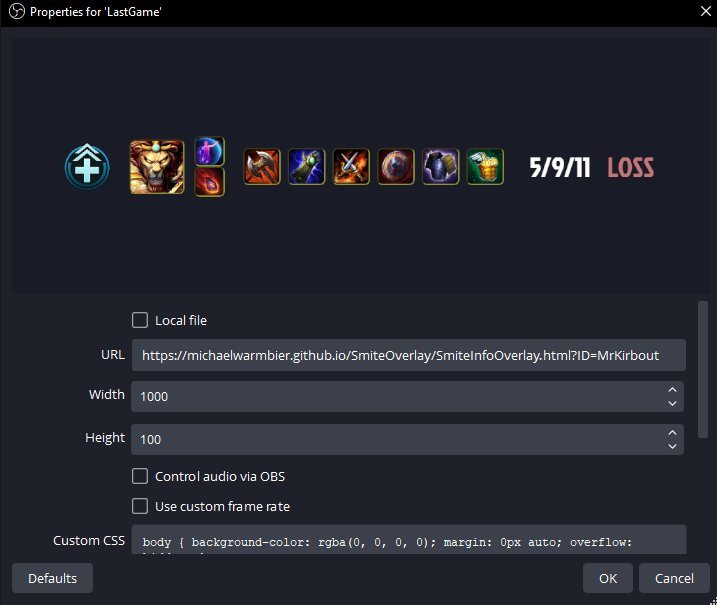 Properties for 'LastGame'
5/9/11 LOSS
Local file
URL https://michaelwarmbier.github.io/SmiteOverlay/SmiteInfoOverlay.html?ID=MrKirbout
Width 1000
Height 100
Control audio via OBS
Use custom frame rate
Custom CSS body { background-color: rgba(0, 0, 0, 0); margin: 0px auto; overflow:
Defaults OK Cancel